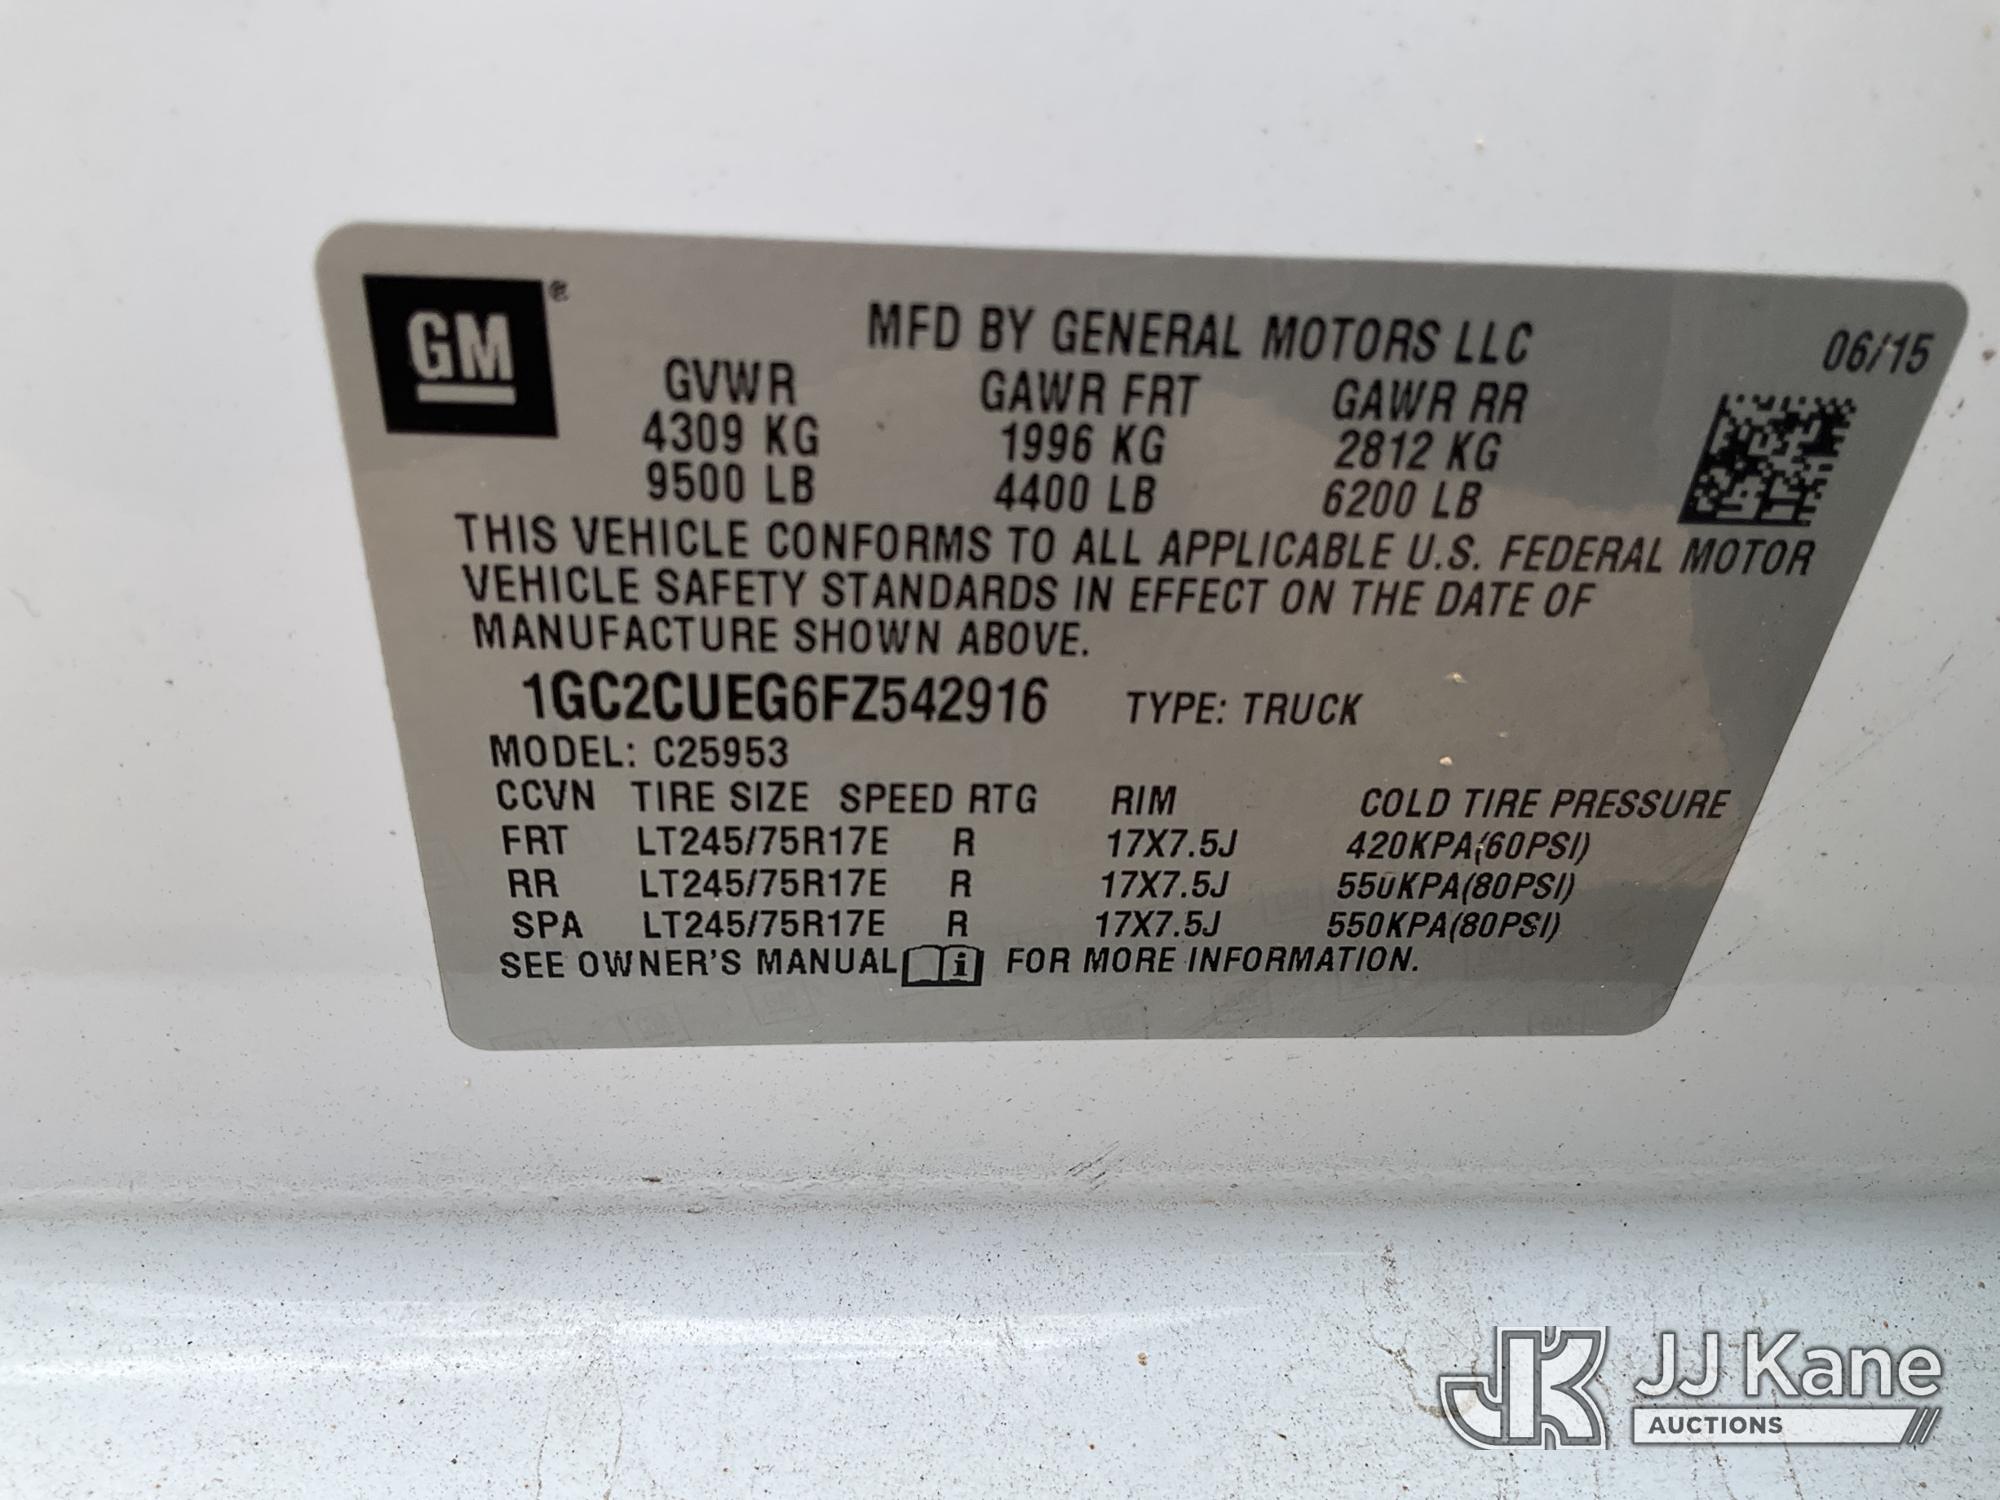 GM®
MFD BY GENERAL MOTORS LLC 06/15
GVWR GAWR FRT GAWR RR
4309 KG 1996 KG 2812 KG
9500 LB 4400 LB 6200 LB
THIS VEHICLE CONFORMS TO ALL APPLICABLE U.S. FEDERAL MOTOR
VEHICLE SAFETY STANDARDS IN EFFECT ON THE DATE OF
MANUFACTURE SHOWN ABOVE.
1GC2CUEG6FZ542916 TYPE: TRUCK
MODEL: C25953
CCVN TIRE SIZE SPEED RTG RIM COLD TIRE PRESSURE
FRT LT245/75R17E R 17X7.5J 420KPA(60PSI)
RR LT245/75R17E R 17X7.5J 550KPA(80PSI)
SPA LT245/75R17E R 17X7.5J 550KPA(80PSI)
SEE OWNER'S MANUAL i FOR MORE INFORMATION.
JK JJ Kane
AUCTIONS